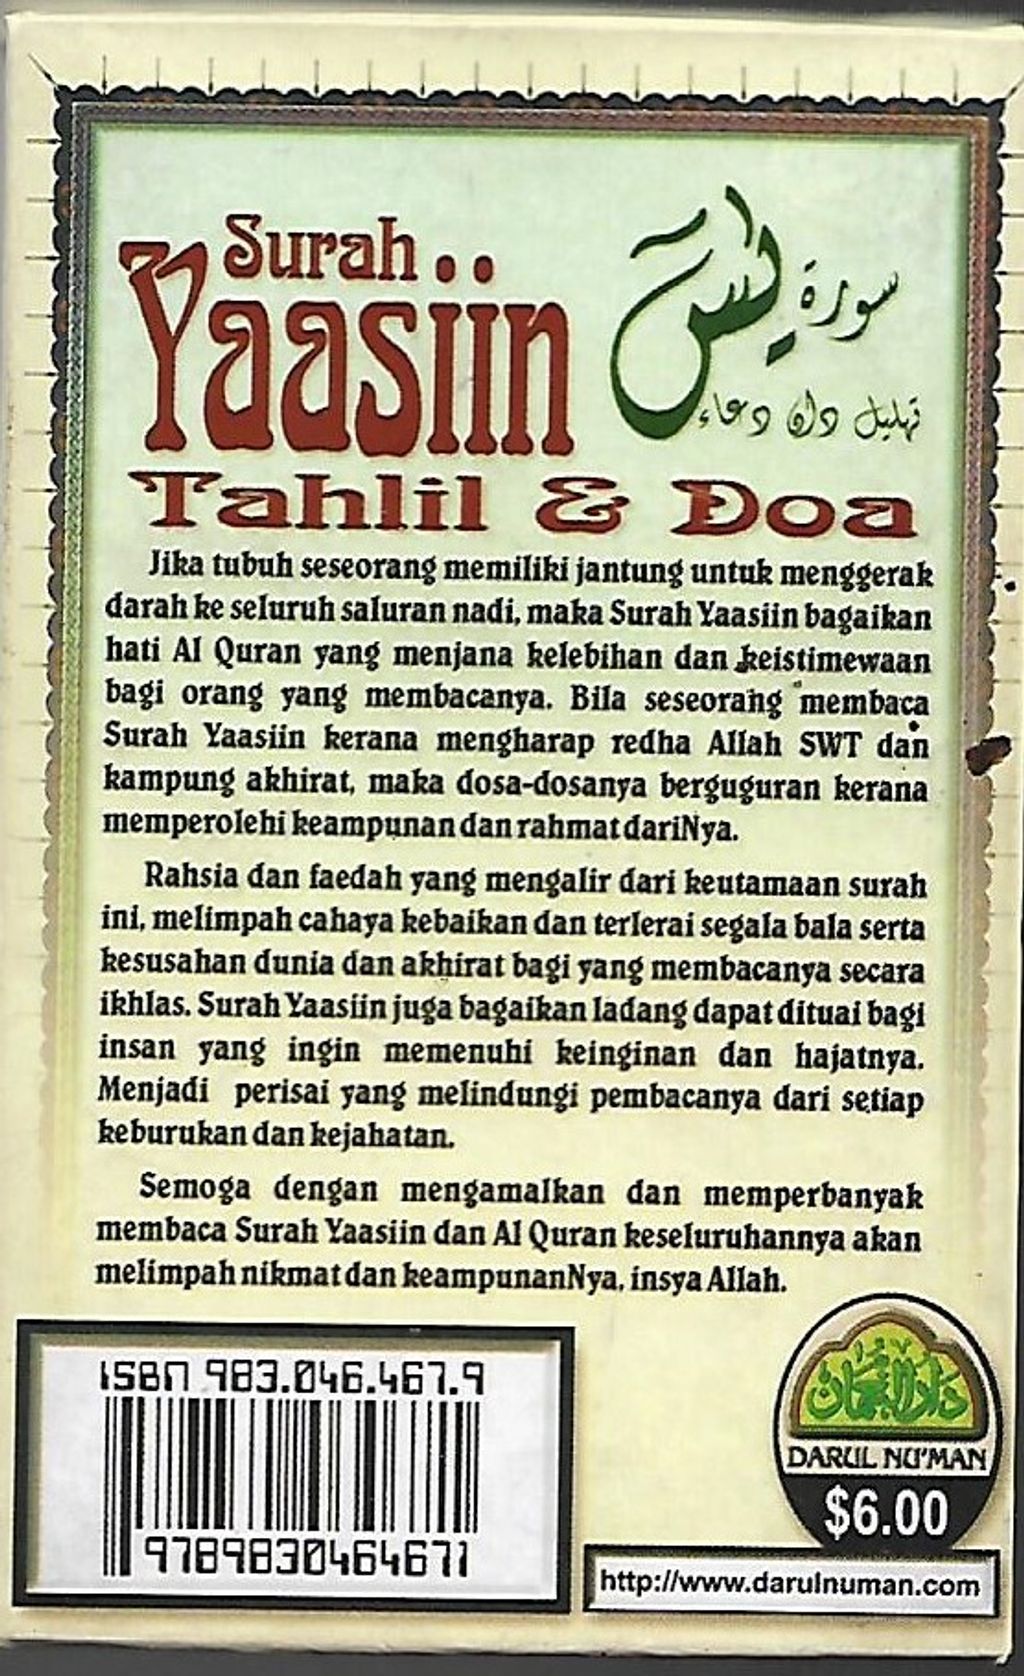 Surah
Yaasiin
سورة يس
تهليل دان دعاء
Tahlil & Doa
Jika tubuh seseorang memiliki jantung untuk menggerak
darah ke seluruh saluran nadi, maka Surah Yaasiin bagaikan
hati Al Quran yang menjana kelebihan dan keistimewaan
bagi orang yang membacanya. Bila seseorang membaca
Surah Yaasiin kerana mengharap redha Allah SWT dan
kampung akhirat, maka dosa-dosanya berguguran kerana
memperolehi keampunan dan rahmat dariNya.
Rahsia dan faedah yang mengalir dari keutamaan surah
ini, melimpah cahaya kebaikan dan terlerai segala bala serta
kesusahan dunia dan akhirat bagi yang membacanya secara
ikhlas. Surah Yaasiin juga bagaikan ladang dapat dituai bagi
insan yang ingin memenuhi keinginan dan hajatnya.
Menjadi perisai yang melindungi pembacanya dari setiap
keburukan dan kejahatan.
Semoga dengan mengamalkan dan memperbanyak
membaca Surah Yaasiin dan Al Quran keseluruhannya akan
melimpah nikmat dan keampunanNya, insya Allah.
ISBN 983.046.467.9
9789830464671
دار النعمان
DARUL NU'MAN
$6.00
http://www.darulnuman.com